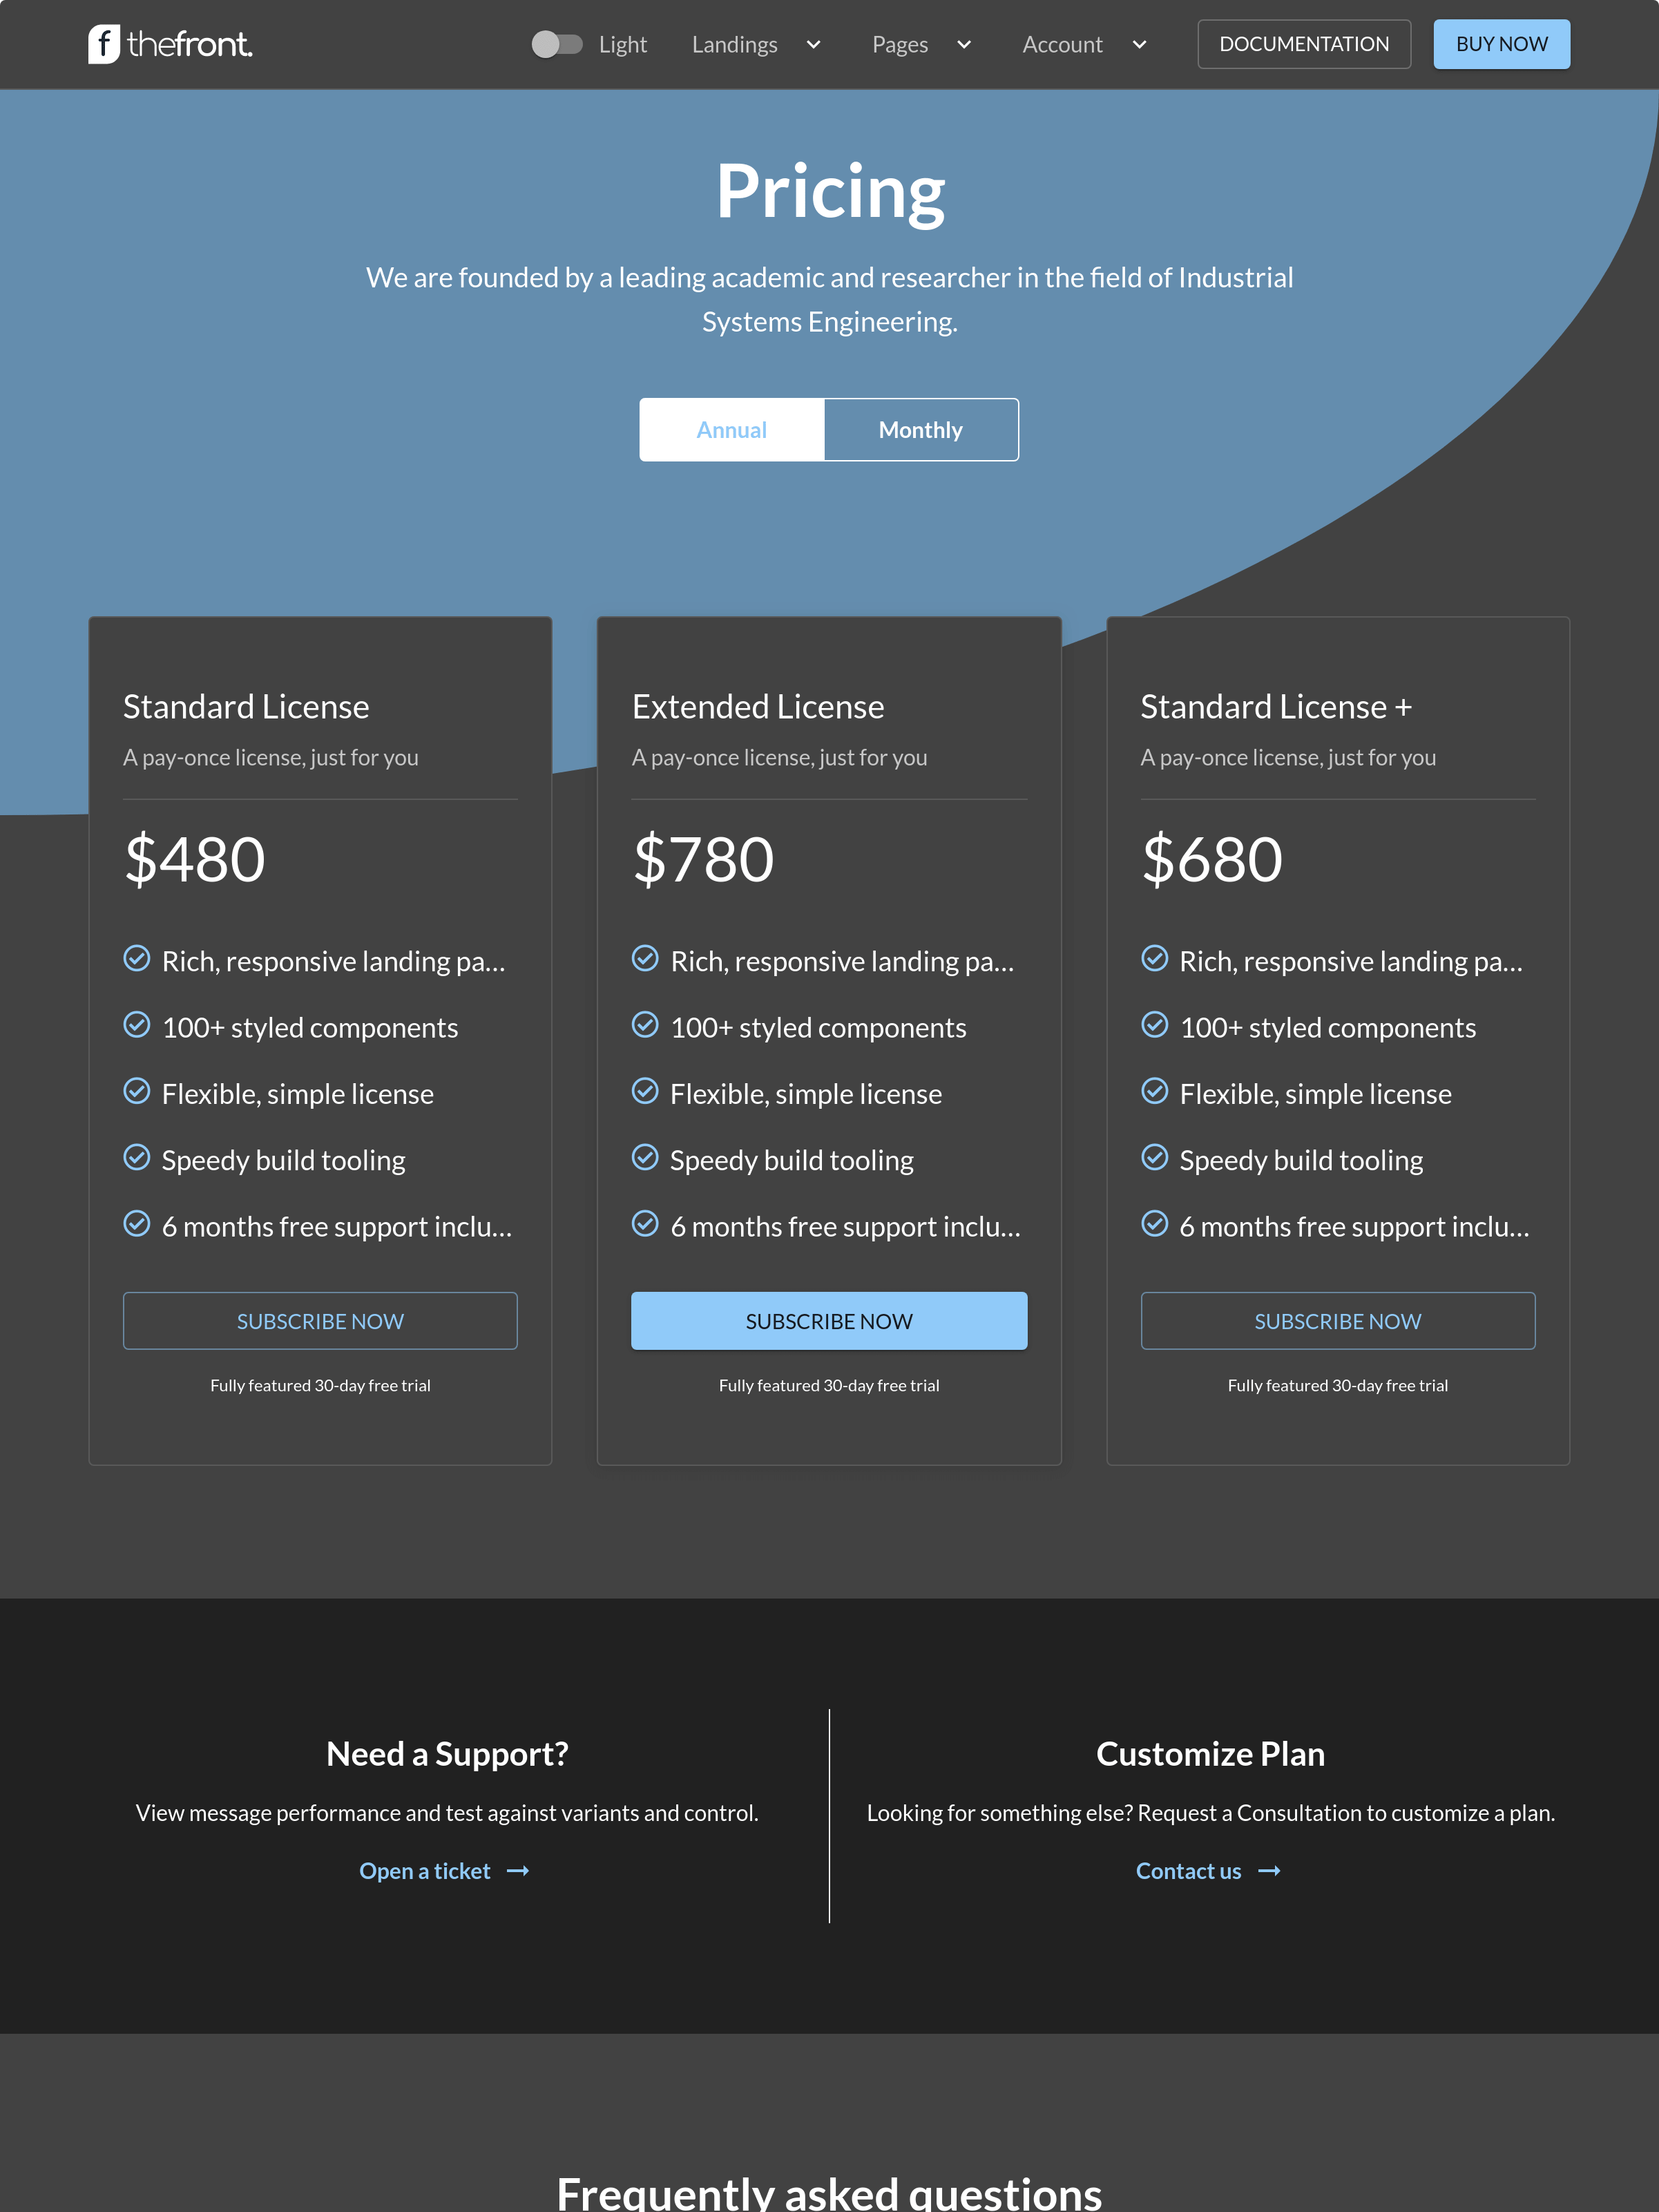 f thefront.
Light Landings Pages Account DOCUMENTATION BUY NOW
Pricing
We are founded by a leading academic and researcher in the field of Industrial
Systems Engineering.
Annual Monthly
Standard License
A pay-once license, just for you
$480
Rich, responsive landing pa...
100+ styled components
Flexible, simple license
Speedy build tooling
6 months free support inclu...
SUBSCRIBE NOW
Fully featured 30-day free trial
Extended License
A pay-once license, just for you
$780
Rich, responsive landing pa...
100+ styled components
Flexible, simple license
Speedy build tooling
6 months free support inclu...
SUBSCRIBE NOW
Fully featured 30-day free trial
Standard License +
A pay-once license, just for you
$680
Rich, responsive landing pa...
100+ styled components
Flexible, simple license
Speedy build tooling
6 months free support inclu...
SUBSCRIBE NOW
Fully featured 30-day free trial
Need a Support?
View message performance and test against variants and control.
Open a ticket
Customize Plan
Looking for something else? Request a Consultation to customize a plan.
Contact us
Frequently asked questions